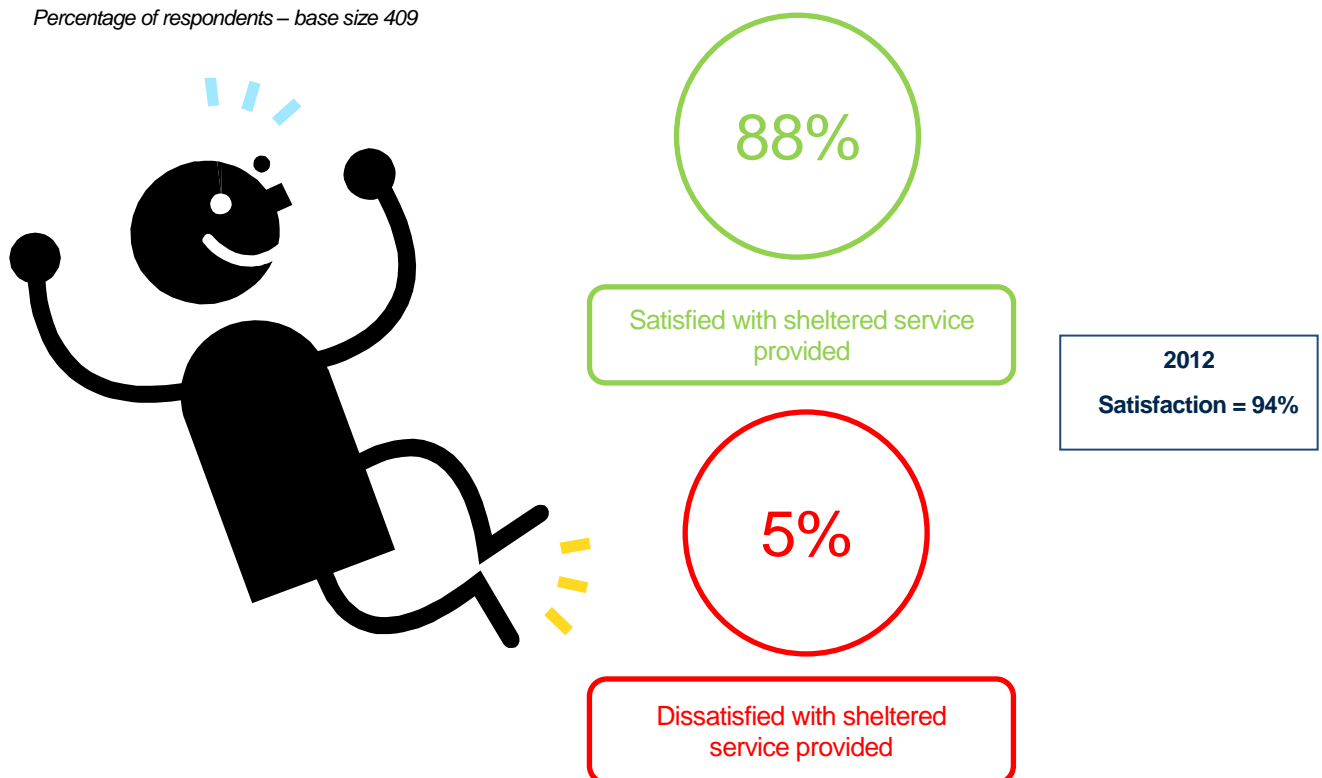 Percentage of respondents – base size 409
88%
Satisfied with sheltered service
provided
2012
Satisfaction = 94%
5%
Dissatisfied with sheltered
service provided